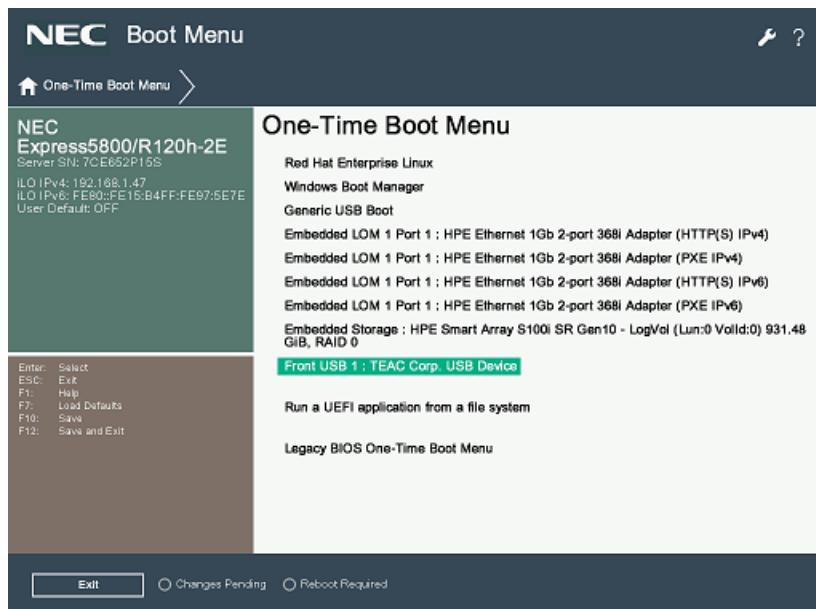 NEC Boot Menu
?
One-Time Boot Menu
NEC
Express5800/R120h-2E
Server SN: 7CE652P15S
iLO IPv4: 192.168.1.47
iLO IPv6: FE80::FE15:B4FF:FE97:5E7E
User Default: OFF
Enter: Select
ESC: Exit
F1: Help
F7: Load Defaults
F10: Save
F12: Save and Exit
One-Time Boot Menu
Red Hat Enterprise Linux
Windows Boot Manager
Generic USB Boot
Embedded LOM 1 Port 1 : HPE Ethernet 1Gb 2-port 368i Adapter (HTTP(S) IPv4)
Embedded LOM 1 Port 1 : HPE Ethernet 1Gb 2-port 368i Adapter (PXE IPv4)
Embedded LOM 1 Port 1 : HPE Ethernet 1Gb 2-port 368i Adapter (HTTP(S) IPv6)
Embedded LOM 1 Port 1 : HPE Ethernet 1Gb 2-port 368i Adapter (PXE IPv6)
Embedded Storage : HPE Smart Array S100i SR Gen10 - LogVol (Lun:0 VolId:0) 931.48
GiB, RAID 0
Front USB 1 : TEAC Corp. USB Device
Run a UEFI application from a file system
Legacy BIOS One-Time Boot Menu
Exit
Changes Pending
Reboot Required